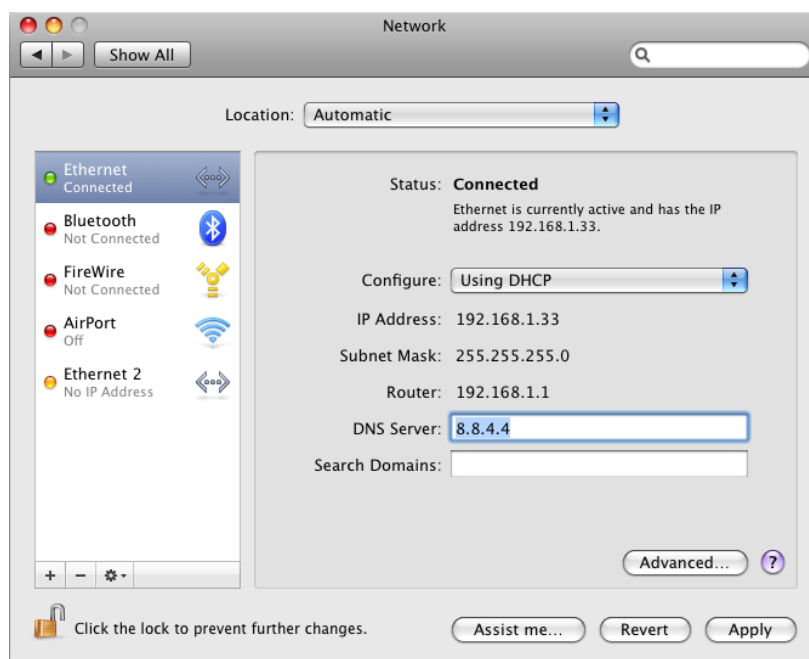 Network
Show All
Location: Automatic
Ethernet
Connected
Bluetooth
Not Connected
FireWire
Not Connected
AirPort
Off
Ethernet 2
No IP Address
Status: Connected
Ethernet is currently active and has the IP
address 192.168.1.33.
Configure: Using DHCP
IP Address: 192.168.1.33
Subnet Mask: 255.255.255.0
Router: 192.168.1.1
DNS Server: 8.8.4.4
Search Domains:
Advanced... ?
Click the lock to prevent further changes.
Assist me... Revert Apply